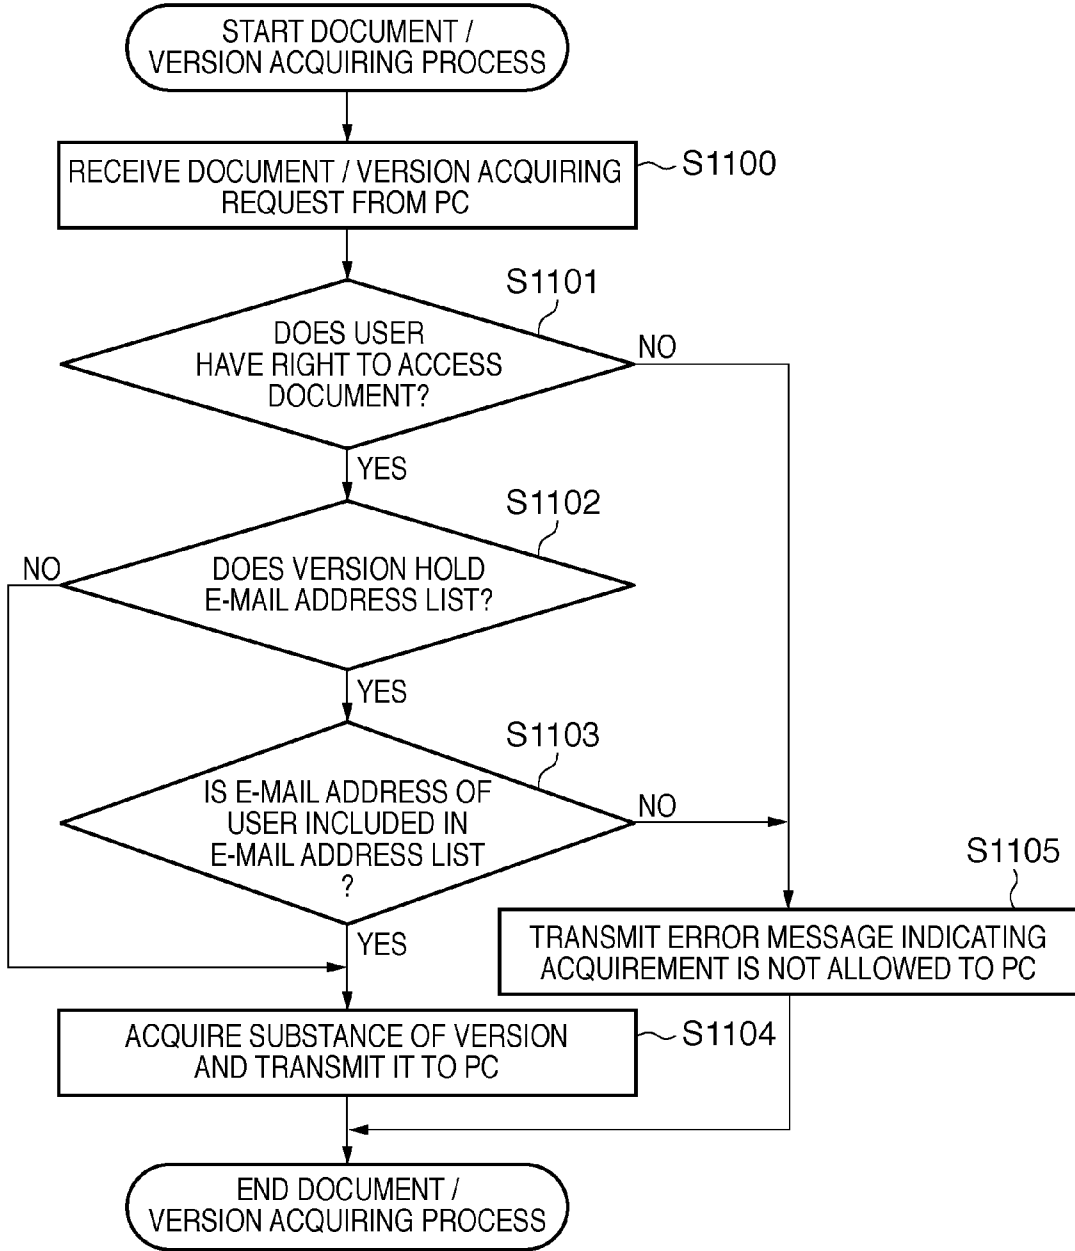 START DOCUMENT /
VERSION ACQUIRING PROCESS
RECEIVE DOCUMENT / VERSION ACQUIRING
REQUEST FROM PC
S1100
S1101
DOES USER
HAVE RIGHT TO ACCESS
DOCUMENT?
NO
YES
S1102
DOES VERSION HOLD
E-MAIL ADDRESS LIST?
NO
YES
S1103
IS E-MAIL ADDRESS OF
USER INCLUDED IN
E-MAIL ADDRESS LIST
?
NO
YES
S1105
TRANSMIT ERROR MESSAGE INDICATING
ACQUIREMENT IS NOT ALLOWED TO PC
ACQUIRE SUBSTANCE OF VERSION
AND TRANSMIT IT TO PC
S1104
END DOCUMENT /
VERSION ACQUIRING PROCESS